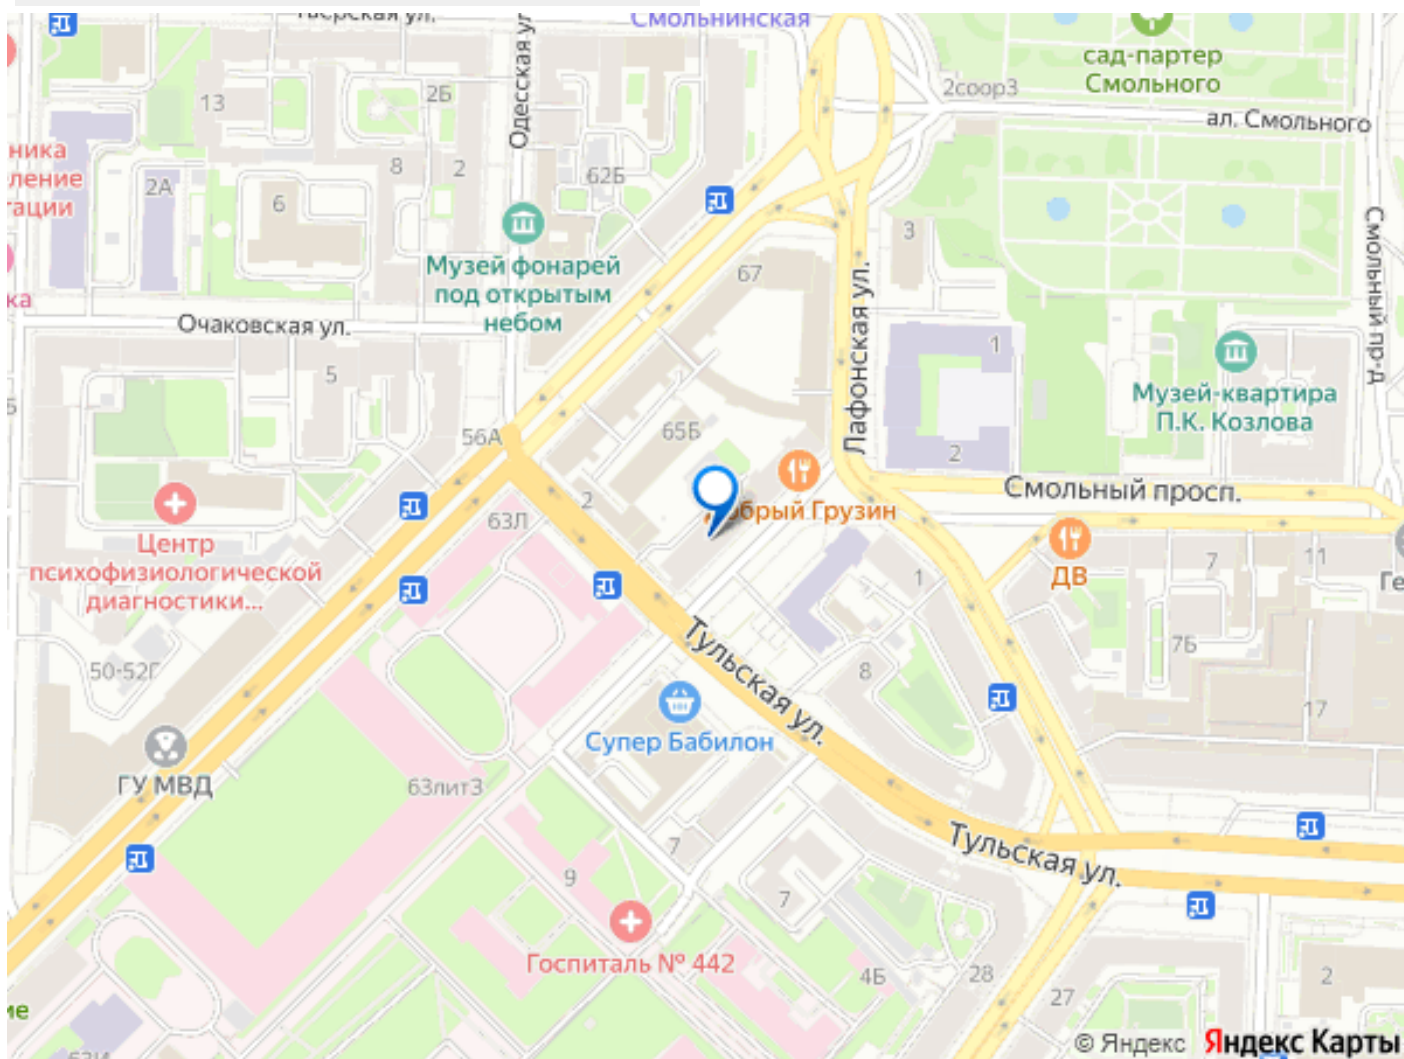 Тверская ул.
Смольнинская
сад-партер
Смольного
2соор3
ал. Смольного
Одесская ул
13
2Б
8
2
62Б
2А
6
3
67
Смольный пр-д
Музей фонарей
под открытым
небом
Очаковская ул.
Лафонская ул.
1
5
Музей-квартира
П.К. Козлова
56А
65Б
2
2
63Л
Добрый Грузин
Смольный просп.
Центр
психофизиологической
диагностики...
ДВ
1
7
11
Ге
7Б
50-52Г
Тульская ул.
8
17
Супер Бабилон
ГУ МВД
63лит3
7
9
7
Тульская ул.
Госпиталь № 442
4Б
28
27
2
© Яндекс Яндекс Карты